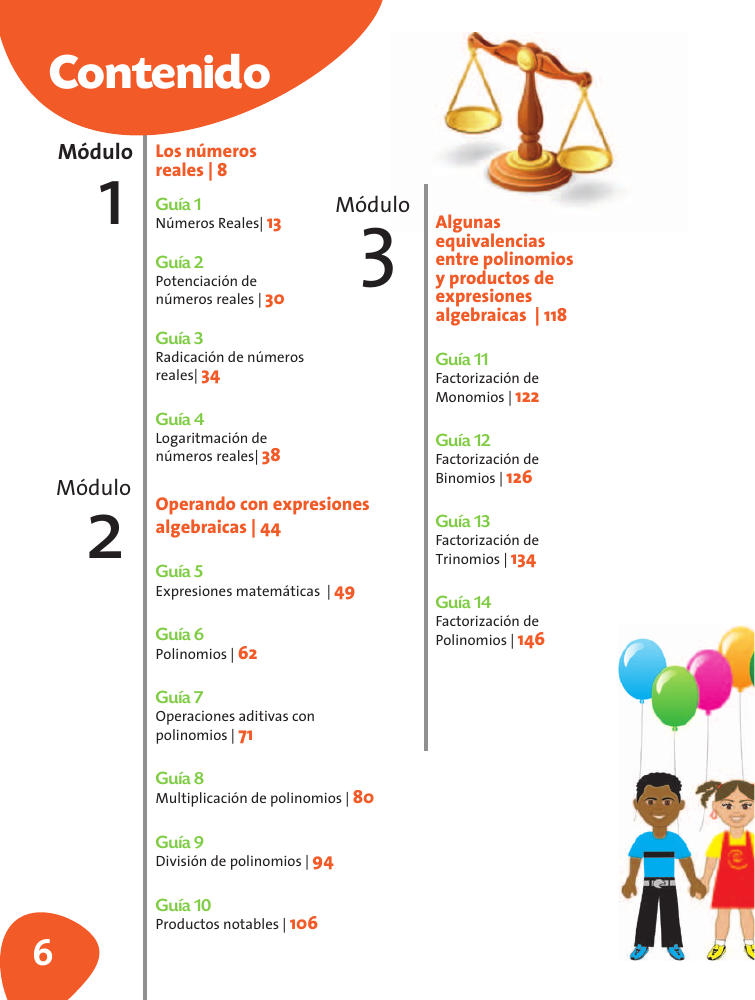 Contenido
Módulo
1
Los números
reales | 8
Guía 1
Números Reales| 13
Guía 2
Potenciación de
números reales | 30
Guía 3
Radicación de números
reales| 34
Guía 4
Logaritmación de
números reales| 38
Módulo
2
Operando con expresiones
algebraicas | 44
Guía 5
Expresiones matemáticas | 49
Guía 6
Polinomios | 62
Guía 7
Operaciones aditivas con
polinomios | 71
Guía 8
Multiplicación de polinomios | 80
Guía 9
División de polinomios | 94
Guía 10
Productos notables | 106
Módulo
3
Algunas
equivalencias
entre polinomios
y productos de
expresiones
algebraicas | 118
Guía 11
Factorización de
Monomios | 122
Guía 12
Factorización de
Binomios | 126
Guía 13
Factorización de
Trinomios | 134
Guía 14
Factorización de
Polinomios | 146
6